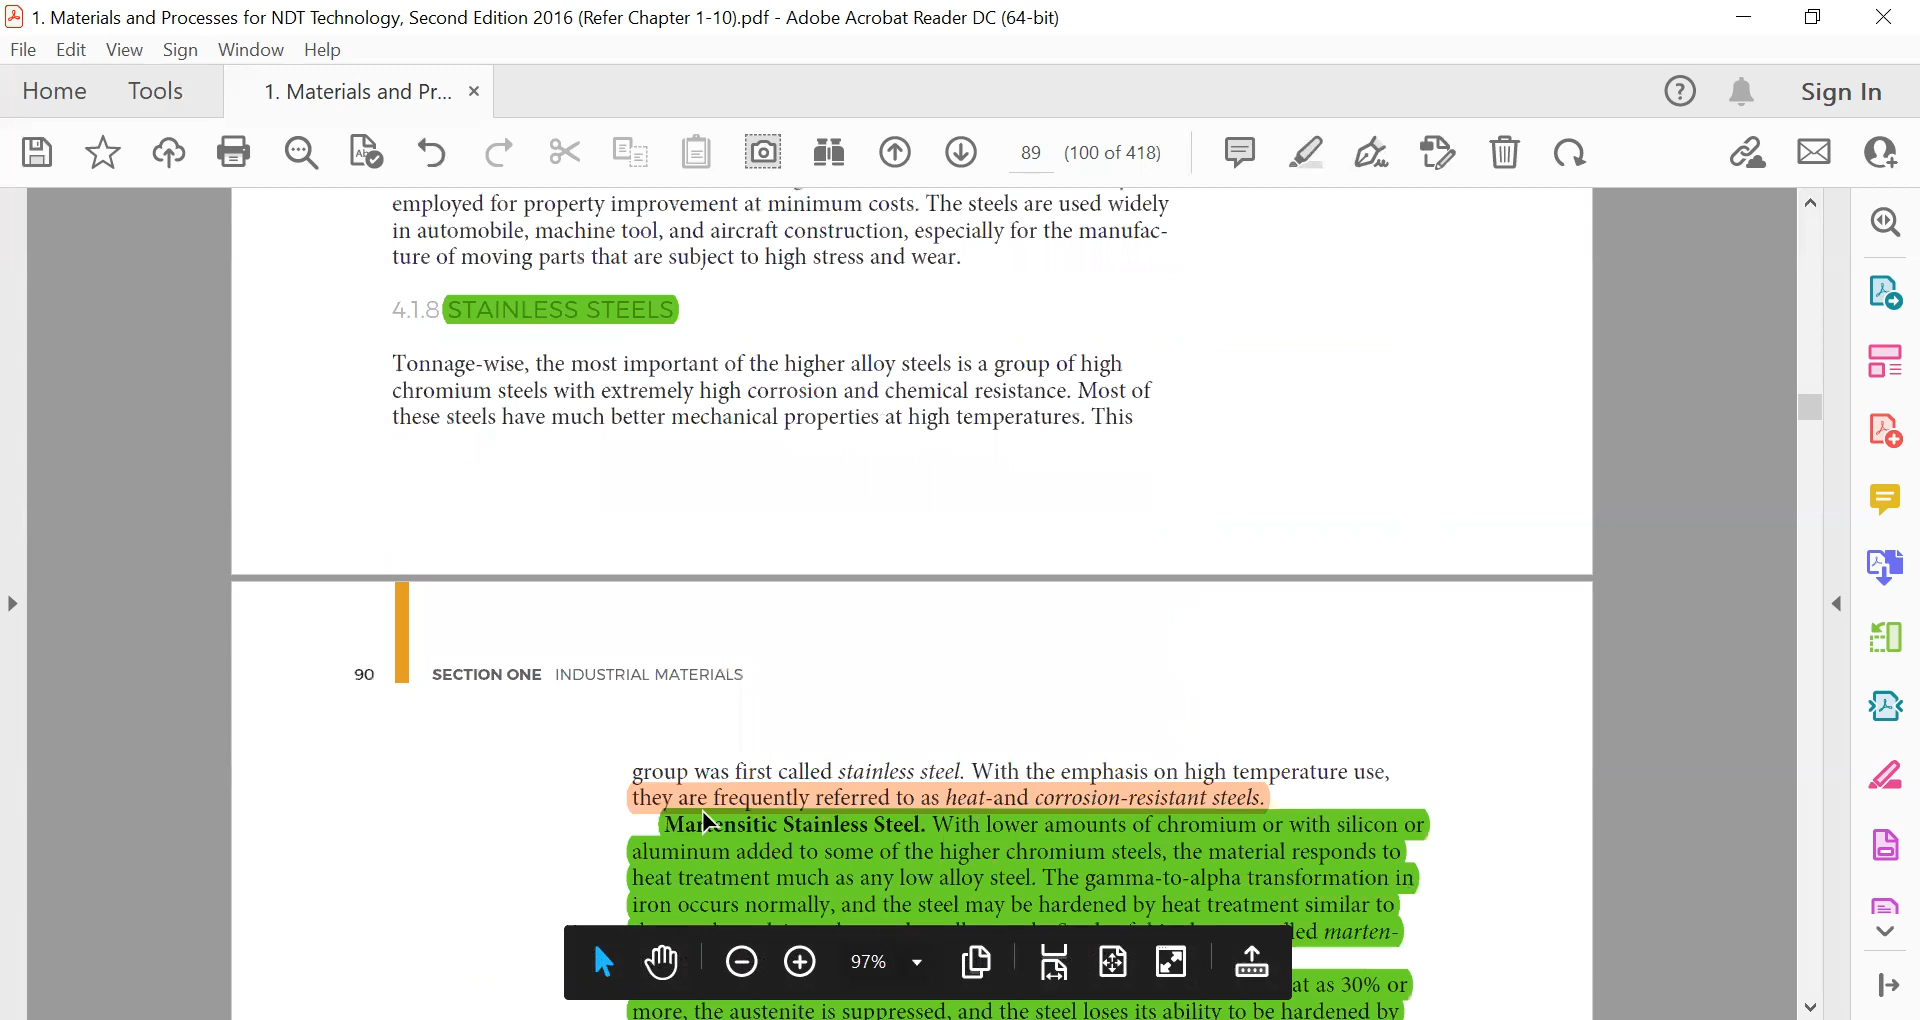 1. Materials and Processes for NDT Technology, Second Edition 2016 (Refer Chapter 1-10).pdf - Adobe Acrobat Reader DC (64-bit)
File Edit View Sign Window Help
Home Tools 1. Materials and Pr... × Sign In
89 (100 of 418)
employed for property improvement at minimum costs. The steels are used widely
in automobile, machine tool, and aircraft construction, especially for the manufac-
ture of moving parts that are subject to high stress and wear.
4.1.8 STAINLESS STEELS
Tonnage-wise, the most important of the higher alloy steels is a group of high
chromium steels with extremely high corrosion and chemical resistance. Most of
these steels have much better mechanical properties at high temperatures. This
90 SECTION ONE INDUSTRIAL MATERIALS
group was first called stainless steel. With the emphasis on high temperature use,
they are frequently referred to as heat-and corrosion-resistant steels.
Martensitic Stainless Steel. With lower amounts of chromium or with silicon or
aluminum added to some of the higher chromium steels, the material responds to
heat treatment much as any low alloy steel. The gamma-to-alpha transformation in
iron occurs normally, and the steel may be hardened by heat treatment similar to
marten-
97%
at as 30% or
more, the austenite is suppressed, and the steel loses its ability to be hardened by